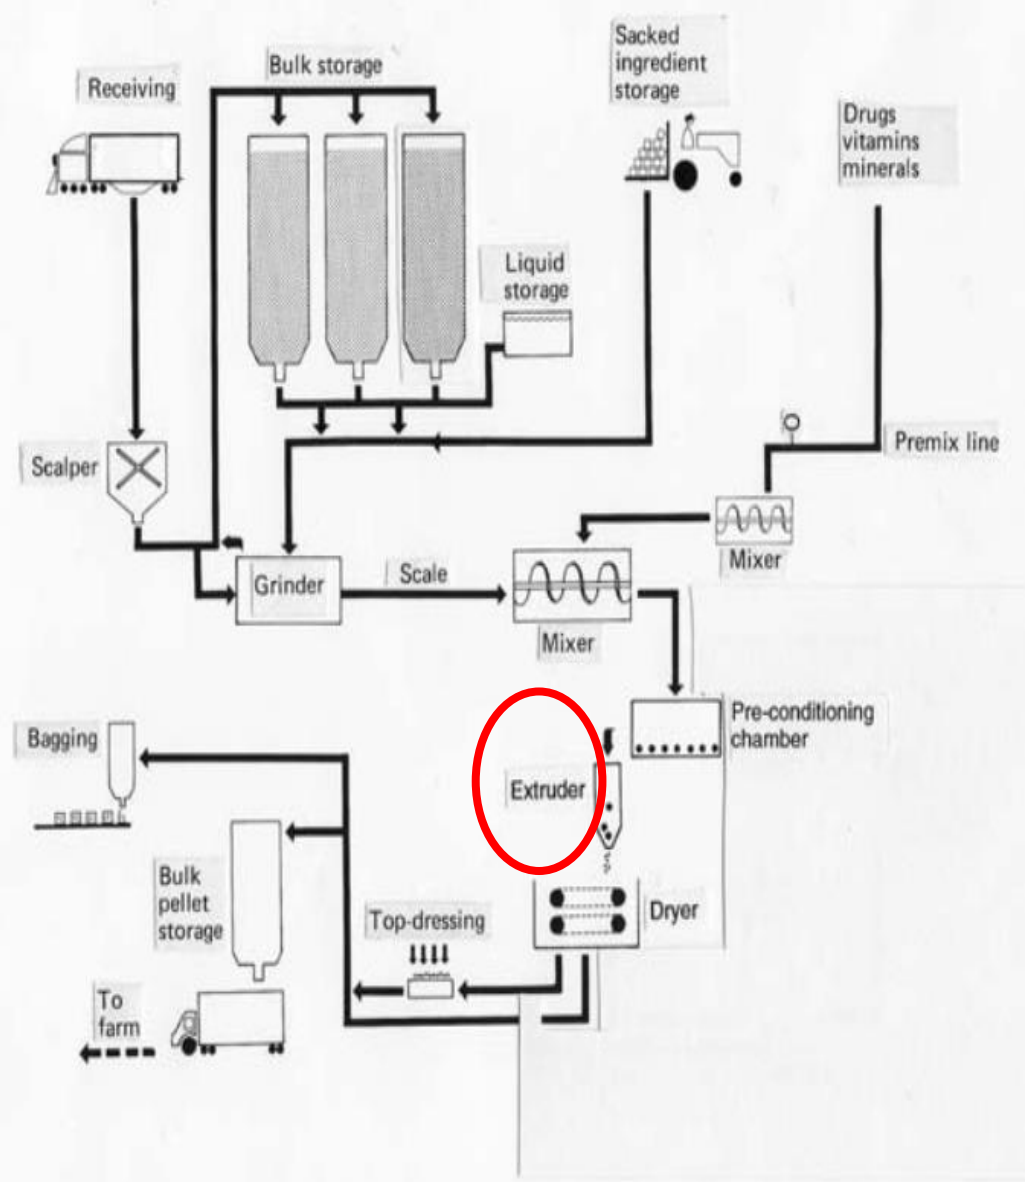 Receiving
Bulk storage
Sacked
ingredient
storage
Drugs
vitamins
minerals
Liquid
storage
Scalper
Premix line
Mixer
Grinder
Scale
Mixer
Pre-conditioning
chamber
Bagging
Extruder
Bulk
pellet
storage
Top-dressing
Dryer
To
farm